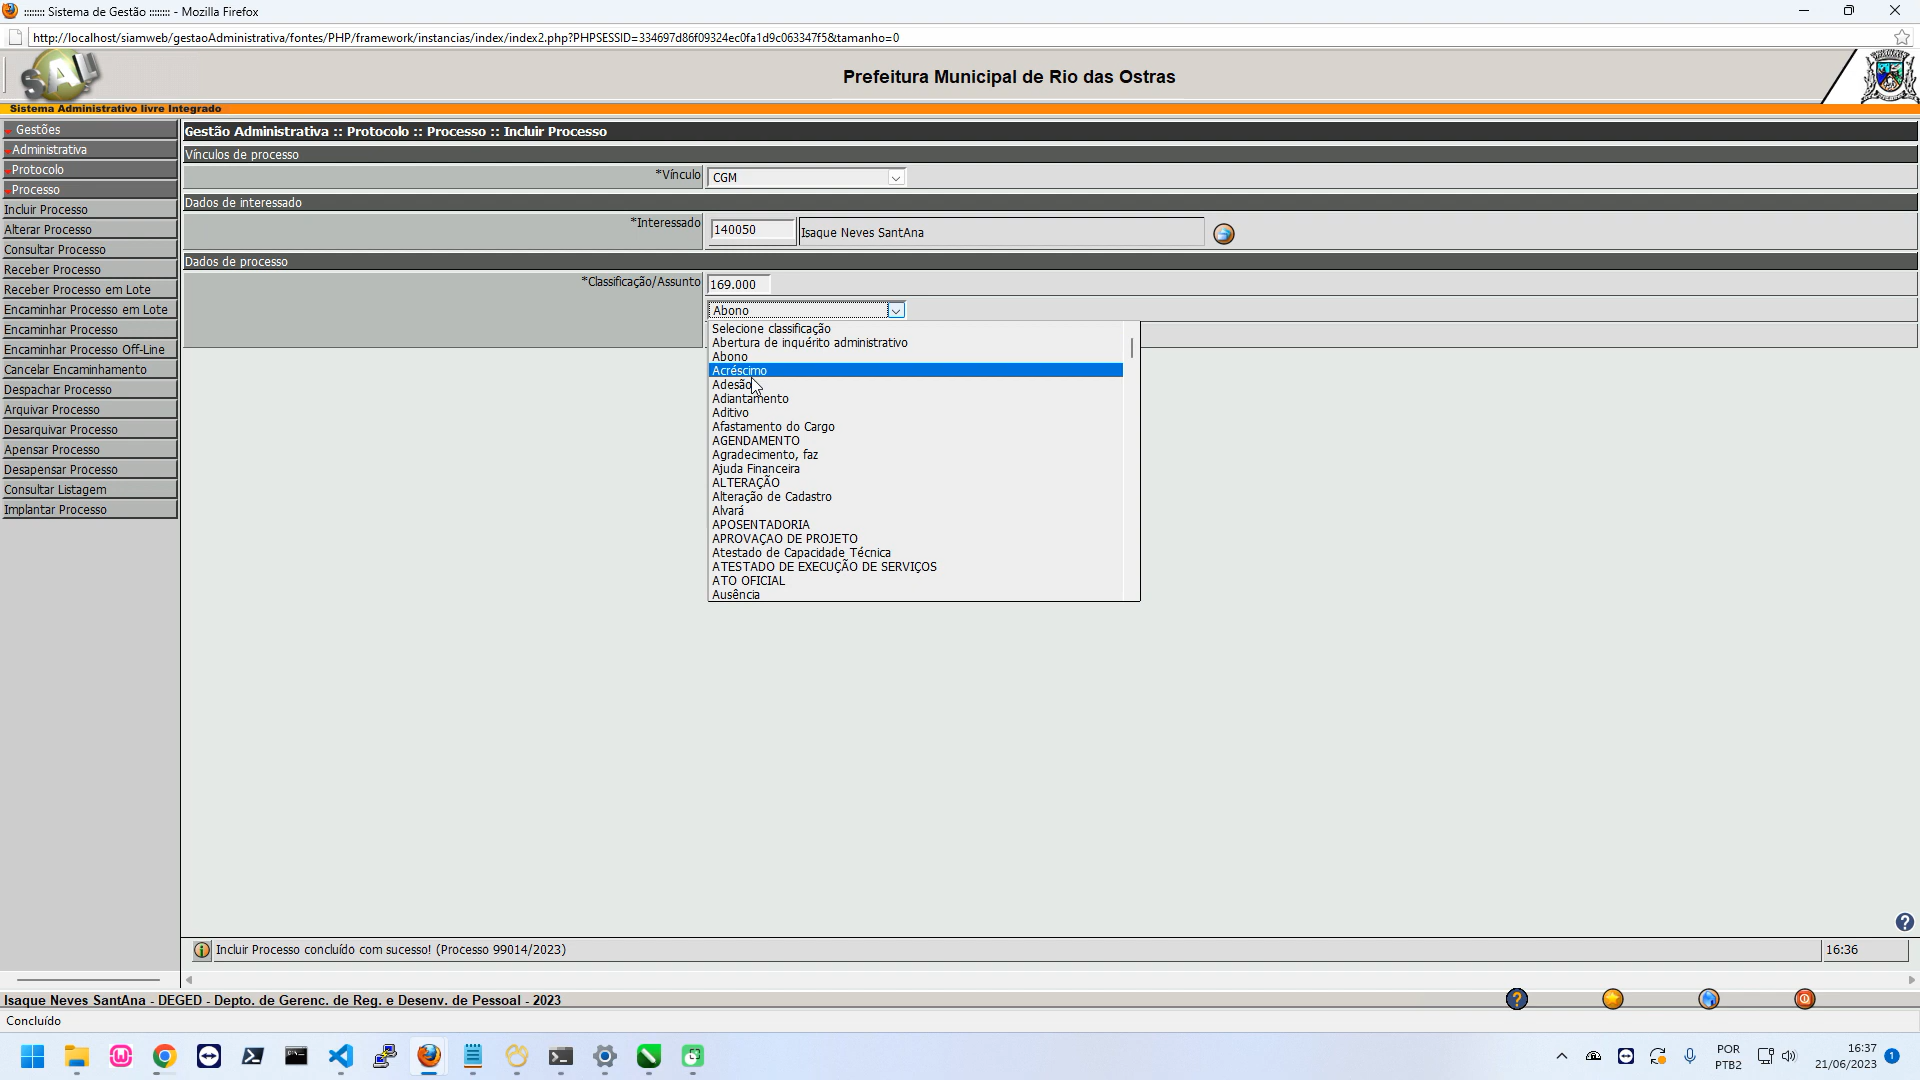 :::::::: Sistema de Gestão :::::::: - Mozilla Firefox
http://localhost/siamweb/gestaoAdministrativa/fontes/PHP/framework/instancias/index/index2.php?PHPSESSID=334697d86f09324ec0fa1d9c063347f5&tamanho=0
SAL
Prefeitura Municipal de Rio das Ostras
Sistema Administrativo livre Integrado
Gestões
Administrativa
Protocolo
Processo
Incluir Processo
Alterar Processo
Consultar Processo
Receber Processo
Receber Processo em Lote
Encaminhar Processo em Lote
Encaminhar Processo
Encaminhar Processo Off-Line
Cancelar Encaminhamento
Despachar Processo
Arquivar Processo
Desarquivar Processo
Apensar Processo
Desapensar Processo
Consultar Listagem
Implantar Processo
Gestão Administrativa :: Protocolo :: Processo :: Incluir Processo
Vínculos de processo
*Vínculo CGM
Dados de interessado
*Interessado 140050 Isaque Neves SantAna
Dados de processo
*Classificação/Assunto 169.000
Abono
Selecione classificação
Abertura de inquérito administrativo
Abono
Acréscimo
Adesão
Adiantamento
Aditivo
Afastamento do Cargo
AGENDAMENTO
Agradecimento, faz
Ajuda Financeira
ALTERAÇÃO
Alteração de Cadastro
Alvará
APOSENTADORIA
APROVAÇAO DE PROJETO
Atestado de Capacidade Técnica
ATESTADO DE EXECUÇÃO DE SERVIÇOS
ATO OFICIAL
Ausência
Incluir Processo concluído com sucesso! (Processo 99014/2023) 16:36
Isaque Neves SantAna - DEGED - Depto. de Gerenc. de Reg. e Desenv. de Pessoal - 2023
Concluído
POR
PTB2
16:37
21/06/2023
1